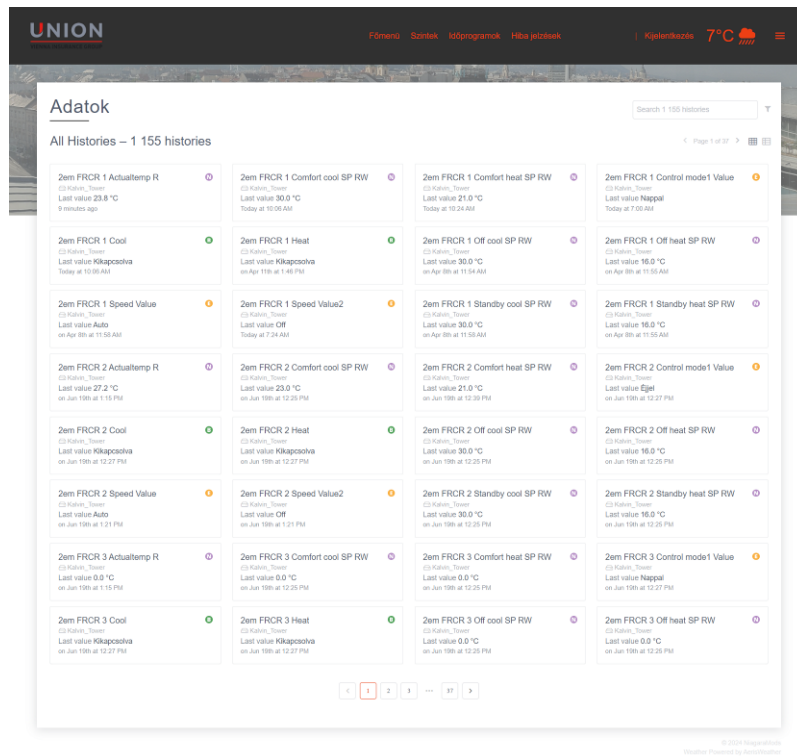 UNION
VIENNA INSURANCE GROUP
Főmenü Szintek Időprogramok Hiba jelzések | Kijelentkezés 7°C
Adatok
Search 1 155 histories
All Histories – 1 155 histories
Page 1 of 37
2em FRCR 1 Actualtemp R N
Kalvin_Tower
Last value 23.8 °C
9 minutes ago
2em FRCR 1 Comfort cool SP RW N
Kalvin_Tower
Last value 30.0 °C
Today at 10:06 AM
2em FRCR 1 Comfort heat SP RW N
Kalvin_Tower
Last value 21.0 °C
Today at 10:24 AM
2em FRCR 1 Control mode1 Value E
Kalvin_Tower
Last value Nappal
Today at 7:00 AM
2em FRCR 1 Cool B
Kalvin_Tower
Last value Kikapcsolva
Today at 10:06 AM
2em FRCR 1 Heat B
Kalvin_Tower
Last value Kikapcsolva
on Apr 11th at 1:46 PM
2em FRCR 1 Off cool SP RW N
Kalvin_Tower
Last value 30.0 °C
on Apr 8th at 11:54 AM
2em FRCR 1 Off heat SP RW N
Kalvin_Tower
Last value 16.0 °C
on Apr 8th at 11:55 AM
2em FRCR 1 Speed Value E
Kalvin_Tower
Last value Auto
on Apr 8th at 11:58 AM
2em FRCR 1 Speed Value2 E
Kalvin_Tower
Last value Off
Today at 7:24 AM
2em FRCR 1 Standby cool SP RW N
Kalvin_Tower
Last value 30.0 °C
on Apr 8th at 11:58 AM
2em FRCR 1 Standby heat SP RW N
Kalvin_Tower
Last value 16.0 °C
on Apr 8th at 11:55 AM
2em FRCR 2 Actualtemp R N
Kalvin_Tower
Last value 27.2 °C
on Jun 19th at 1:15 PM
2em FRCR 2 Comfort cool SP RW N
Kalvin_Tower
Last value 23.0 °C
on Jun 19th at 12:25 PM
2em FRCR 2 Comfort heat SP RW N
Kalvin_Tower
Last value 21.0 °C
on Jun 19th at 12:39 PM
2em FRCR 2 Control mode1 Value E
Kalvin_Tower
Last value Éjjel
on Jun 19th at 12:27 PM
2em FRCR 2 Cool B
Kalvin_Tower
Last value Kikapcsolva
on Jun 19th at 12:27 PM
2em FRCR 2 Heat B
Kalvin_Tower
Last value Kikapcsolva
on Jun 19th at 12:27 PM
2em FRCR 2 Off cool SP RW N
Kalvin_Tower
Last value 30.0 °C
on Jun 19th at 12:25 PM
2em FRCR 2 Off heat SP RW N
Kalvin_Tower
Last value 16.0 °C
on Jun 19th at 12:25 PM
2em FRCR 2 Speed Value E
Kalvin_Tower
Last value Auto
on Jun 19th at 1:21 PM
2em FRCR 2 Speed Value2 E
Kalvin_Tower
Last value Off
on Jun 19th at 1:21 PM
2em FRCR 2 Standby cool SP RW N
Kalvin_Tower
Last value 30.0 °C
on Jun 19th at 12:25 PM
2em FRCR 2 Standby heat SP RW N
Kalvin_Tower
Last value 16.0 °C
on Jun 19th at 12:25 PM
2em FRCR 3 Actualtemp R N
Kalvin_Tower
Last value 0.0 °C
on Jun 19th at 1:15 PM
2em FRCR 3 Comfort cool SP RW N
Kalvin_Tower
Last value 0.0 °C
on Jun 19th at 12:25 PM
2em FRCR 3 Comfort heat SP RW N
Kalvin_Tower
Last value 0.0 °C
on Jun 19th at 12:25 PM
2em FRCR 3 Control mode1 Value E
Kalvin_Tower
Last value Nappal
on Jun 19th at 12:27 PM
2em FRCR 3 Cool B
Kalvin_Tower
Last value Kikapcsolva
on Jun 19th at 12:27 PM
2em FRCR 3 Heat B
Kalvin_Tower
Last value Kikapcsolva
on Jun 19th at 12:27 PM
2em FRCR 3 Off cool SP RW N
Kalvin_Tower
Last value 0.0 °C
on Jun 19th at 12:25 PM
2em FRCR 3 Off heat SP RW N
Kalvin_Tower
Last value 0.0 °C
on Jun 19th at 12:25 PM
1 2 3 ••• 37
© 2024 NiagaraMods
Weather Powered by AerisWeather